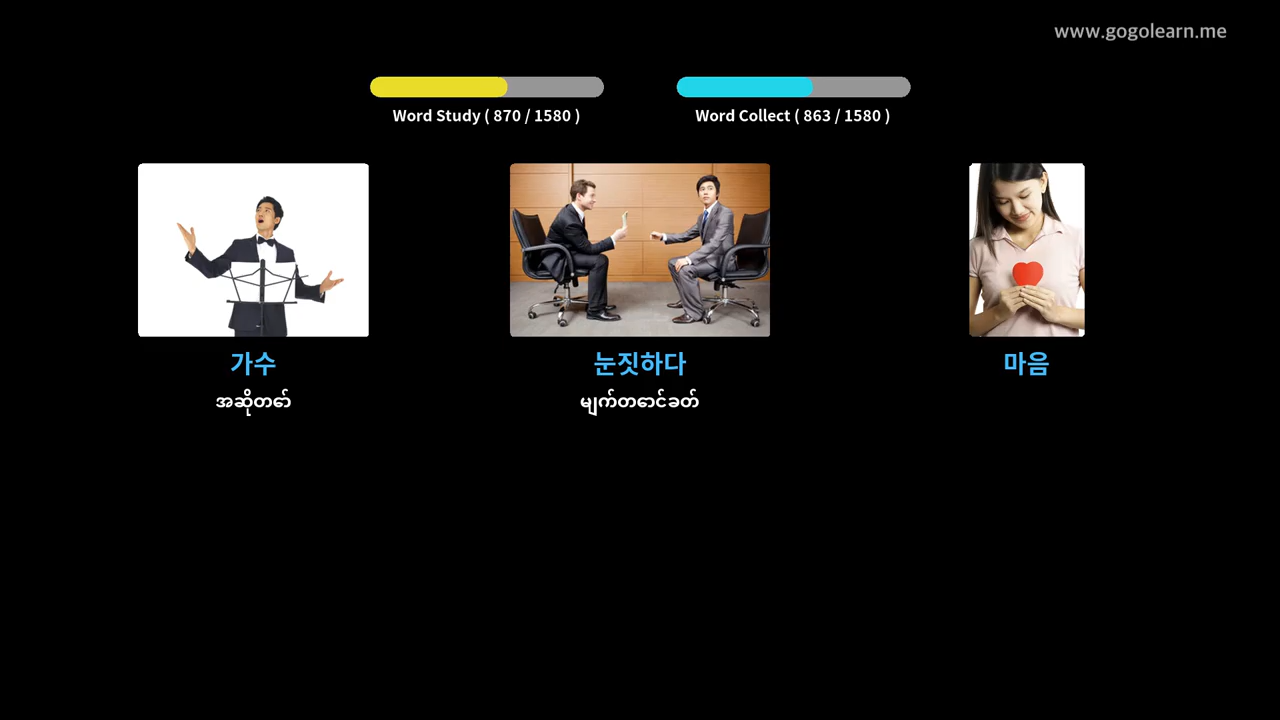 www.gogolearn.me
Word Study ( 870 / 1580 )
Word Collect ( 863 / 1580 )
가수
အဆိုတော်
눈짓하다
မျက်တောင်ခတ်
마음